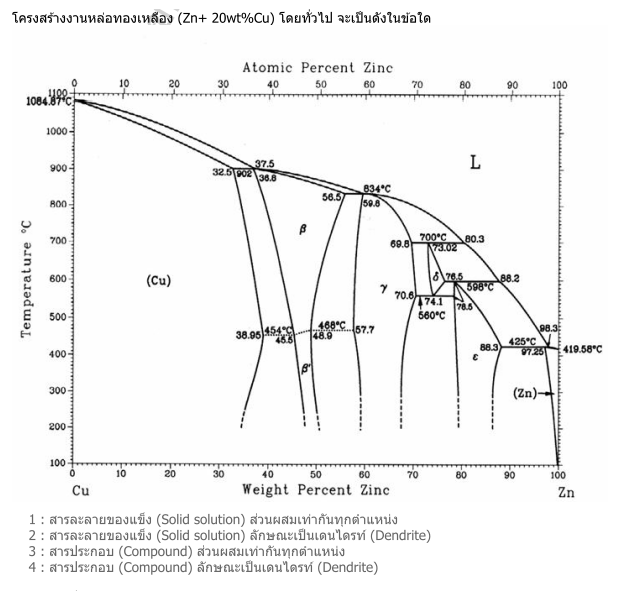 โครงสร้างงานหล่อทองเหลือง (Zn+ 20wt%Cu) โดยทั่วไป จะเป็นดังในข้อใด
Atomic Percent Zinc
0 10 20 30 40 50 60 70 80 90 100
1100
1084.87°C
1000
37.5
900
32.5 902 36.8
L
834°C
800
56.5 59.8
β
700°C
700
69.8 73.02 80.3
Temperature °C
600
(Cu)
γ
δ 76.5 598°C 88.2
70.6 74.1 78.5
560°C
500
454°C 468°C 57.7
38.95 45.5 48.9
98.3
425°C
400
88.3 97.25 419.58°C
β'
ε
300
(Zn)
200
100
0 10 20 30 40 50 60 70 80 90 100
Cu Weight Percent Zinc Zn
1 : สารละลายของแข็ง (Solid solution) ส่วนผสมเท่ากันทุกตำแหน่ง
2 : สารละลายของแข็ง (Solid solution) ลักษณะเป็นเดนไดรท์ (Dendrite)
3 : สารประกอบ (Compound) ส่วนผสมเท่ากันทุกตำแหน่ง
4 : สารประกอบ (Compound) ลักษณะเป็นเดนไดรท์ (Dendrite)